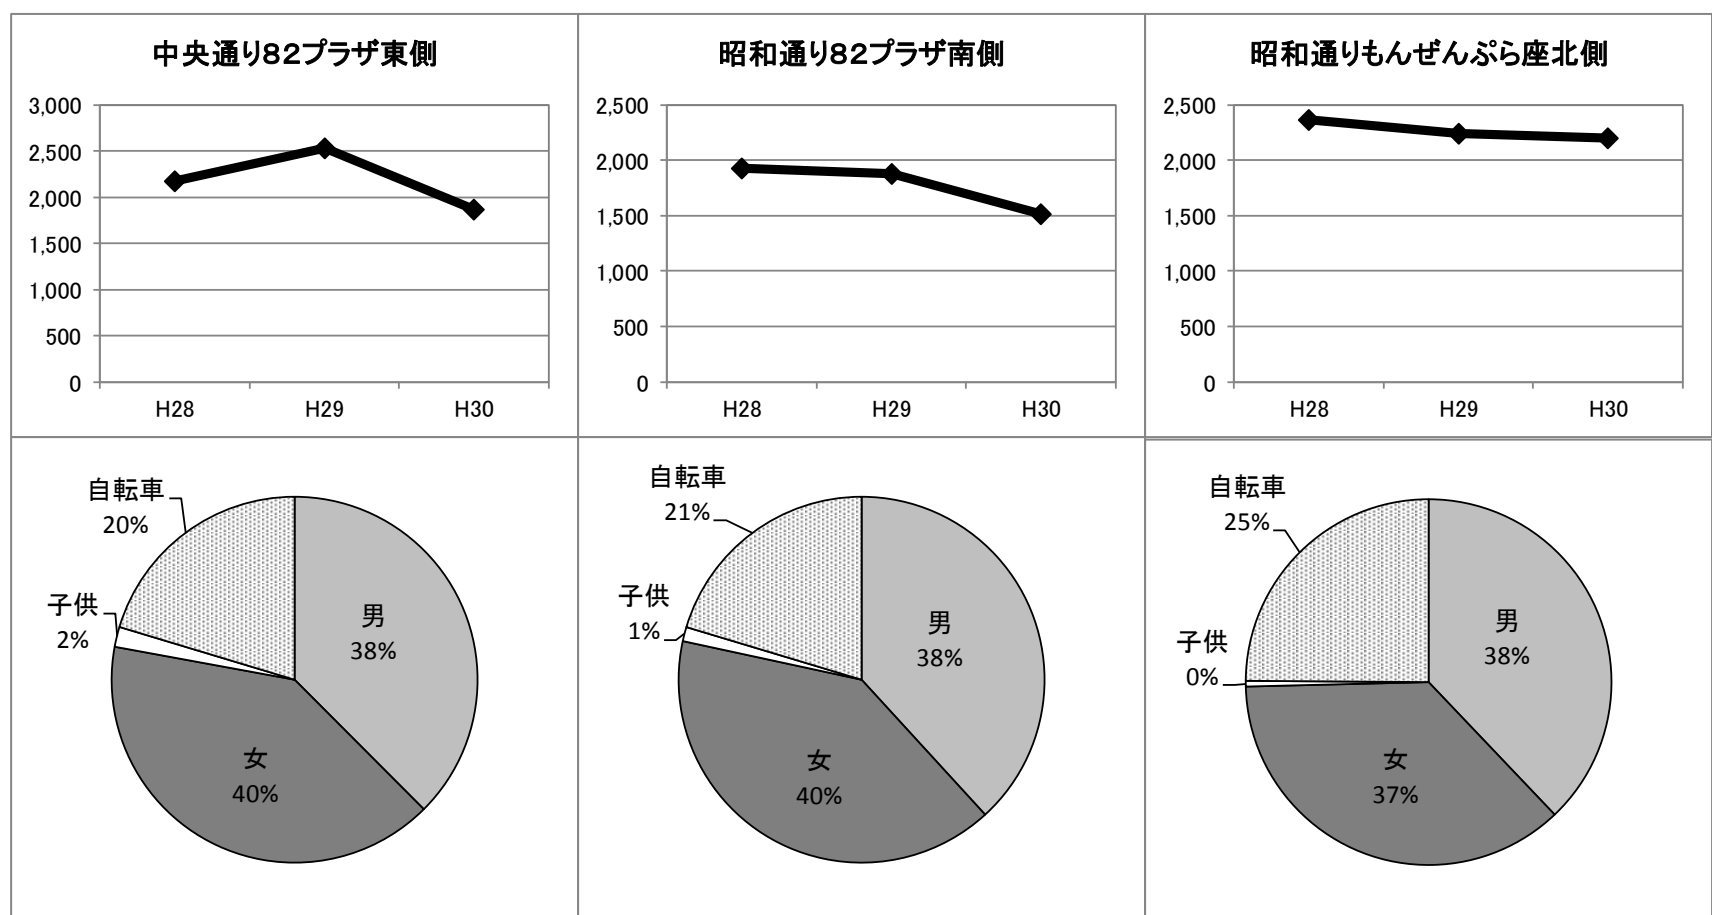 中央通り８２プラザ東側
3,000
2,500
2,000
1,500
1,000
500
0
H28 H29 H30
昭和通り８２プラザ南側
2,500
2,000
1,500
1,000
500
0
H28 H29 H30
昭和通りもんぜんぷら座北側
2,500
2,000
1,500
1,000
500
0
H28 H29 H30
自転車
20%
子供
2%
男
38%
女
40%
自転車
21%
子供
1%
男
38%
女
40%
自転車
25%
子供
0%
男
38%
女
37%